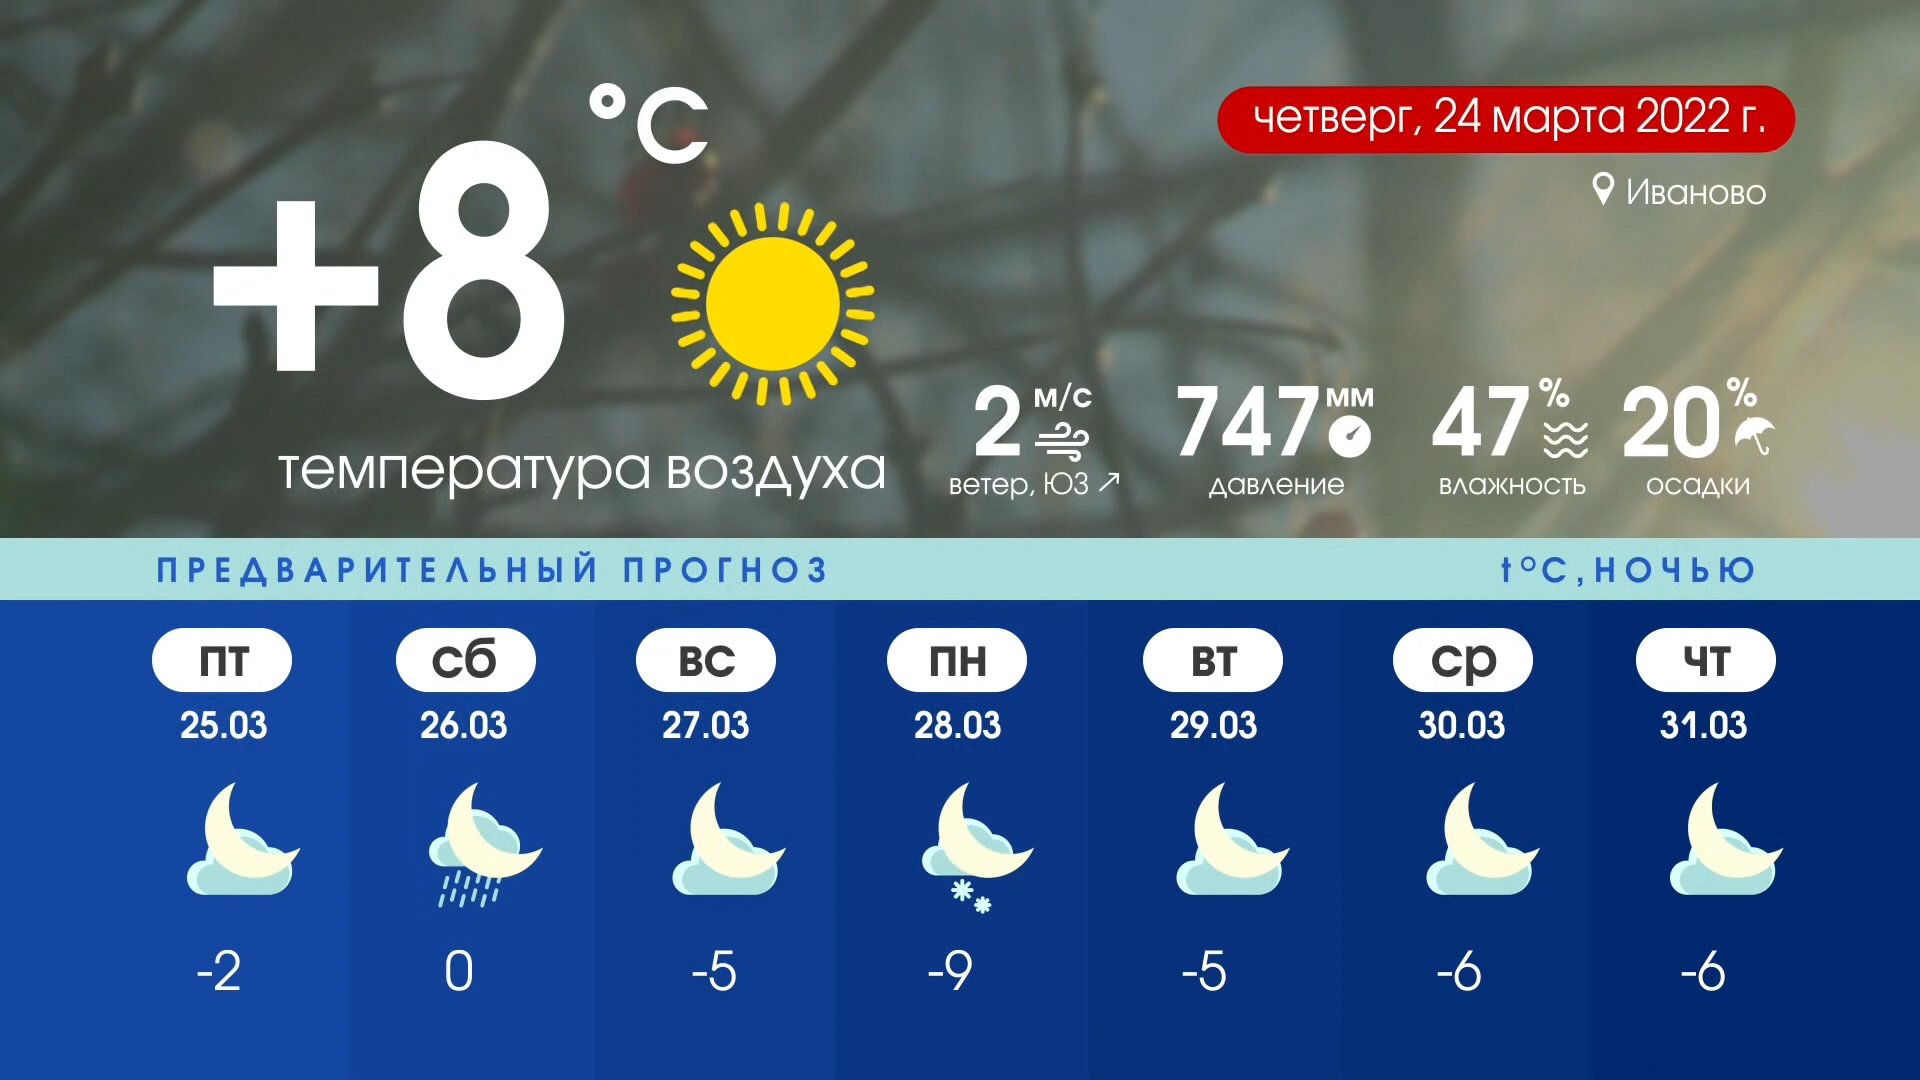 +8 °C
четверг, 24 марта 2022 г.
Иваново
температура воздуха
2 м/с
ветер, ЮЗ ↗
747 мм
давление
47 %
влажность
20 %
осадки
ПРЕДВАРИТЕЛЬНЫЙ ПРОГНОЗ
t°C, НОЧЬЮ
пт сб вс пн вт ср чт
25.03 26.03 27.03 28.03 29.03 30.03 31.03
-2 0 -5 -9 -5 -6 -6